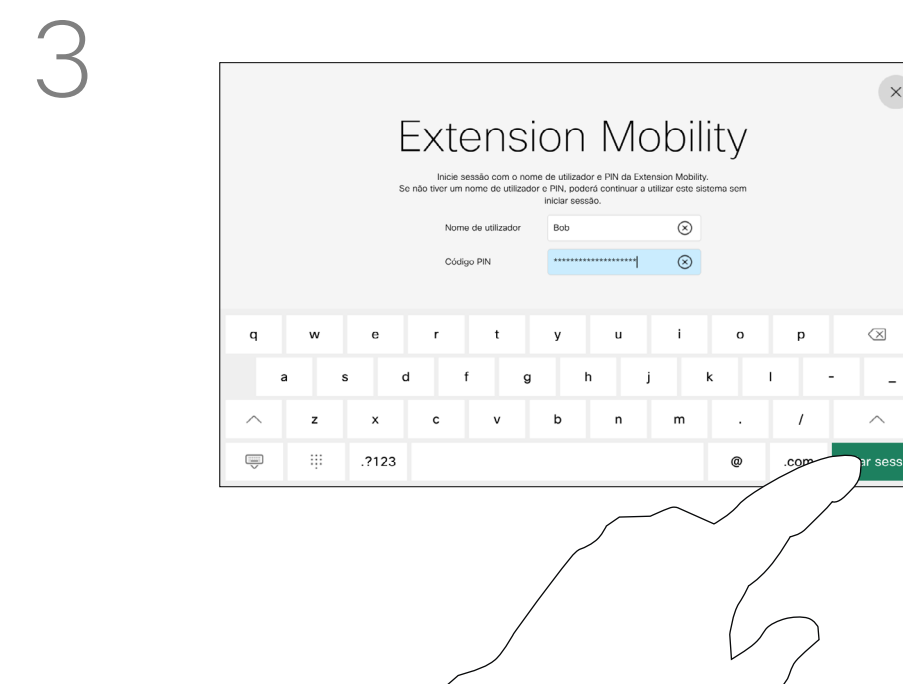 3
Extension Mobility
Inicie sessão com o nome de utilizador e PIN da Extension Mobility.
Se não tiver um nome de utilizador e PIN, poderá continuar a utilizar este sistema sem
iniciar sessão.
Nome de utilizador Bob
Código PIN ********************
q w e r t y u i o p
a s d f g h j k l - _
z x c v b n m . /
.?123 @ .com ar sess